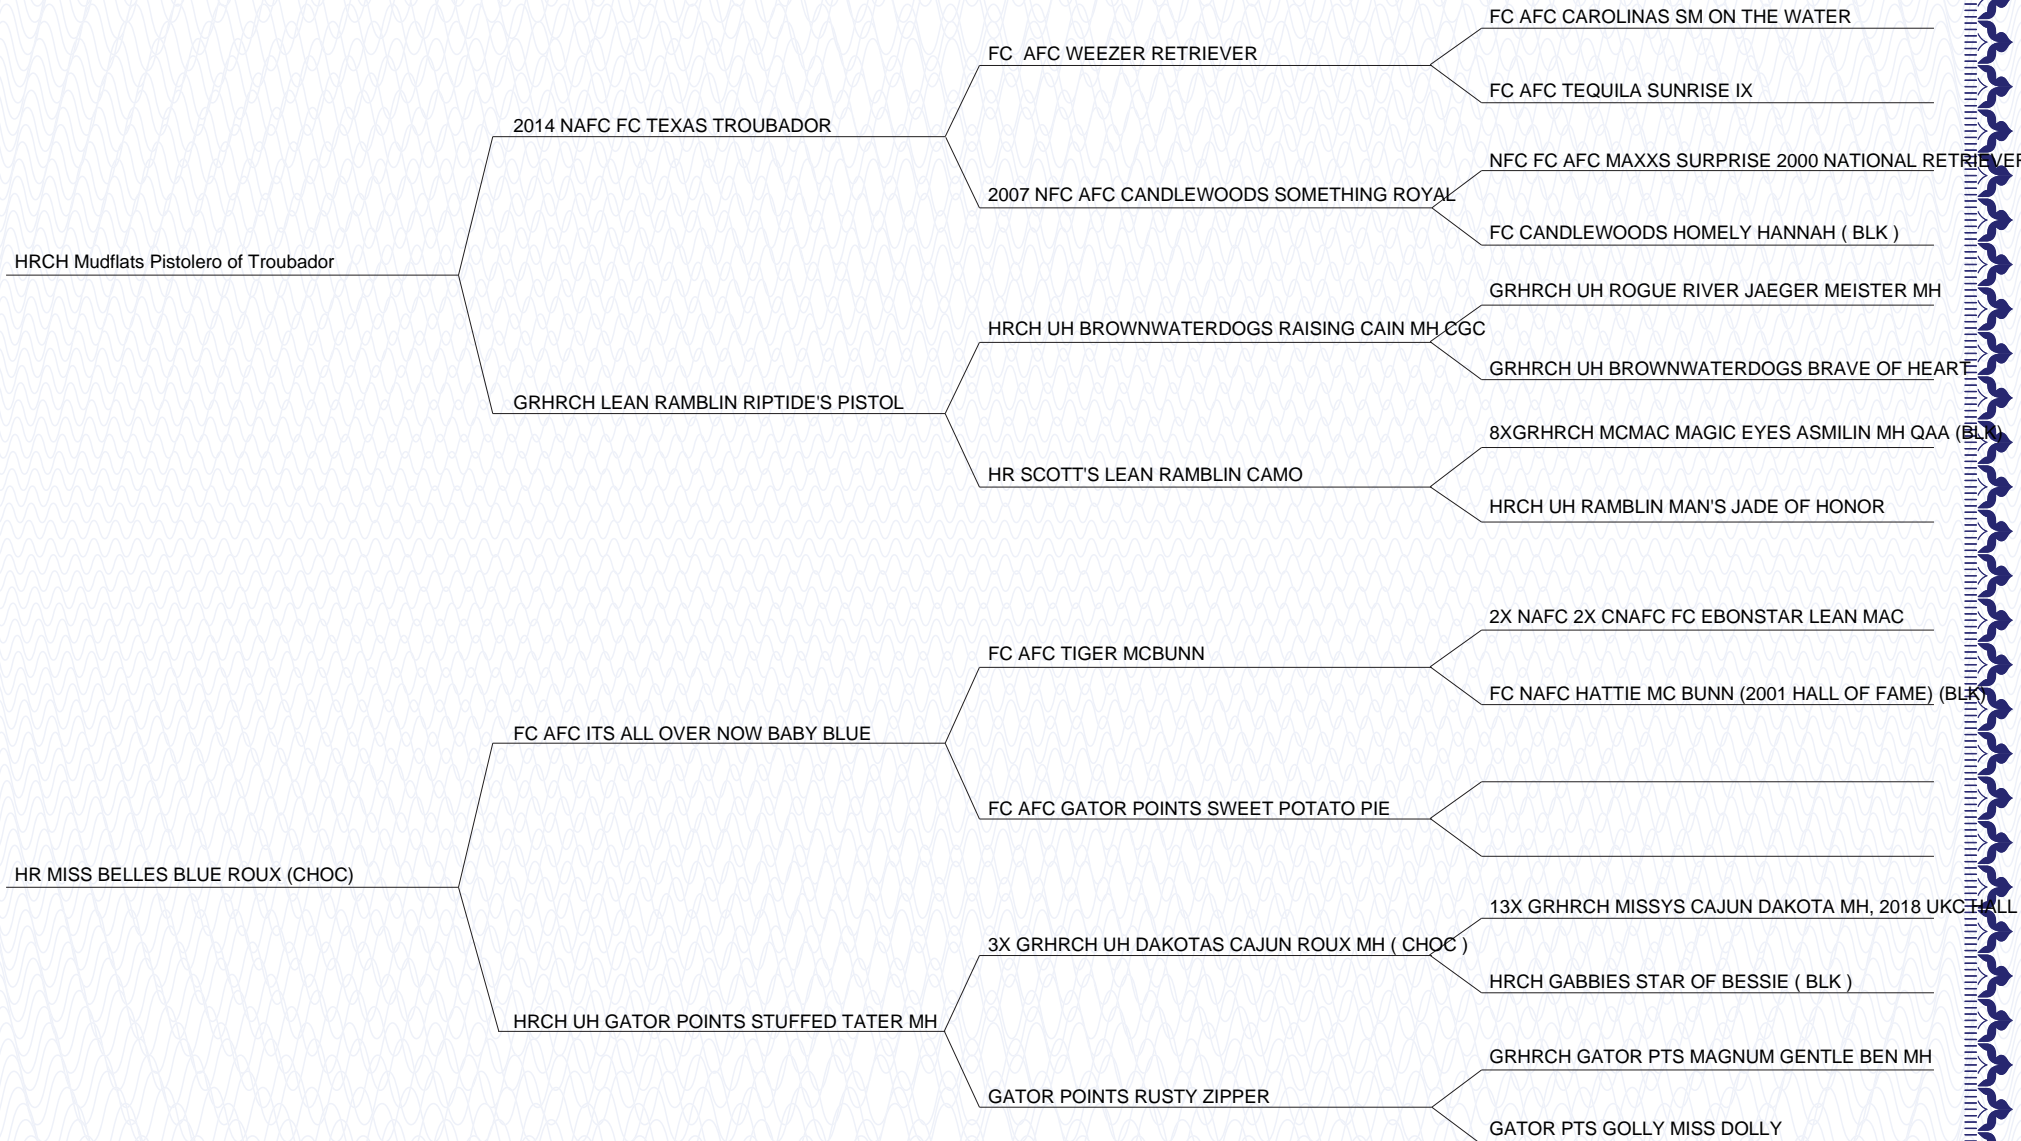 FC AFC CAROLINAS SM ON THE WATER
FC  AFC WEEZER RETRIEVER
FC AFC TEQUILA SUNRISE IX
2014 NAFC FC TEXAS TROUBADOR
NFC FC AFC MAXXS SURPRISE 2000 NATIONAL RETRIEVER
2007 NFC AFC CANDLEWOODS SOMETHING ROYAL
FC CANDLEWOODS HOMELY HANNAH ( BLK )
HRCH Mudflats Pistolero of Troubador
GRHRCH UH ROGUE RIVER JAEGER MEISTER MH
HRCH UH BROWNWATERDOGS RAISING CAIN MH CGC
GRHRCH UH BROWNWATERDOGS BRAVE OF HEART
GRHRCH LEAN RAMBLIN RIPTIDE'S PISTOL
8XGRHRCH MCMAC MAGIC EYES ASMILIN MH QAA (BLK)
HR SCOTT'S LEAN RAMBLIN CAMO
HRCH UH RAMBLIN MAN'S JADE OF HONOR
2X NAFC 2X CNAFC FC EBONSTAR LEAN MAC
FC AFC TIGER MCBUNN
FC NAFC HATTIE MC BUNN (2001 HALL OF FAME) (BLK)
FC AFC ITS ALL OVER NOW BABY BLUE
FC AFC GATOR POINTS SWEET POTATO PIE
HR MISS BELLES BLUE ROUX (CHOC)
13X GRHRCH MISSYS CAJUN DAKOTA MH, 2018 UKC HALL
3X GRHRCH UH DAKOTAS CAJUN ROUX MH ( CHOC )
HRCH GABBIES STAR OF BESSIE ( BLK )
HRCH UH GATOR POINTS STUFFED TATER MH
GRHRCH GATOR PTS MAGNUM GENTLE BEN MH
GATOR POINTS RUSTY ZIPPER
GATOR PTS GOLLY MISS DOLLY